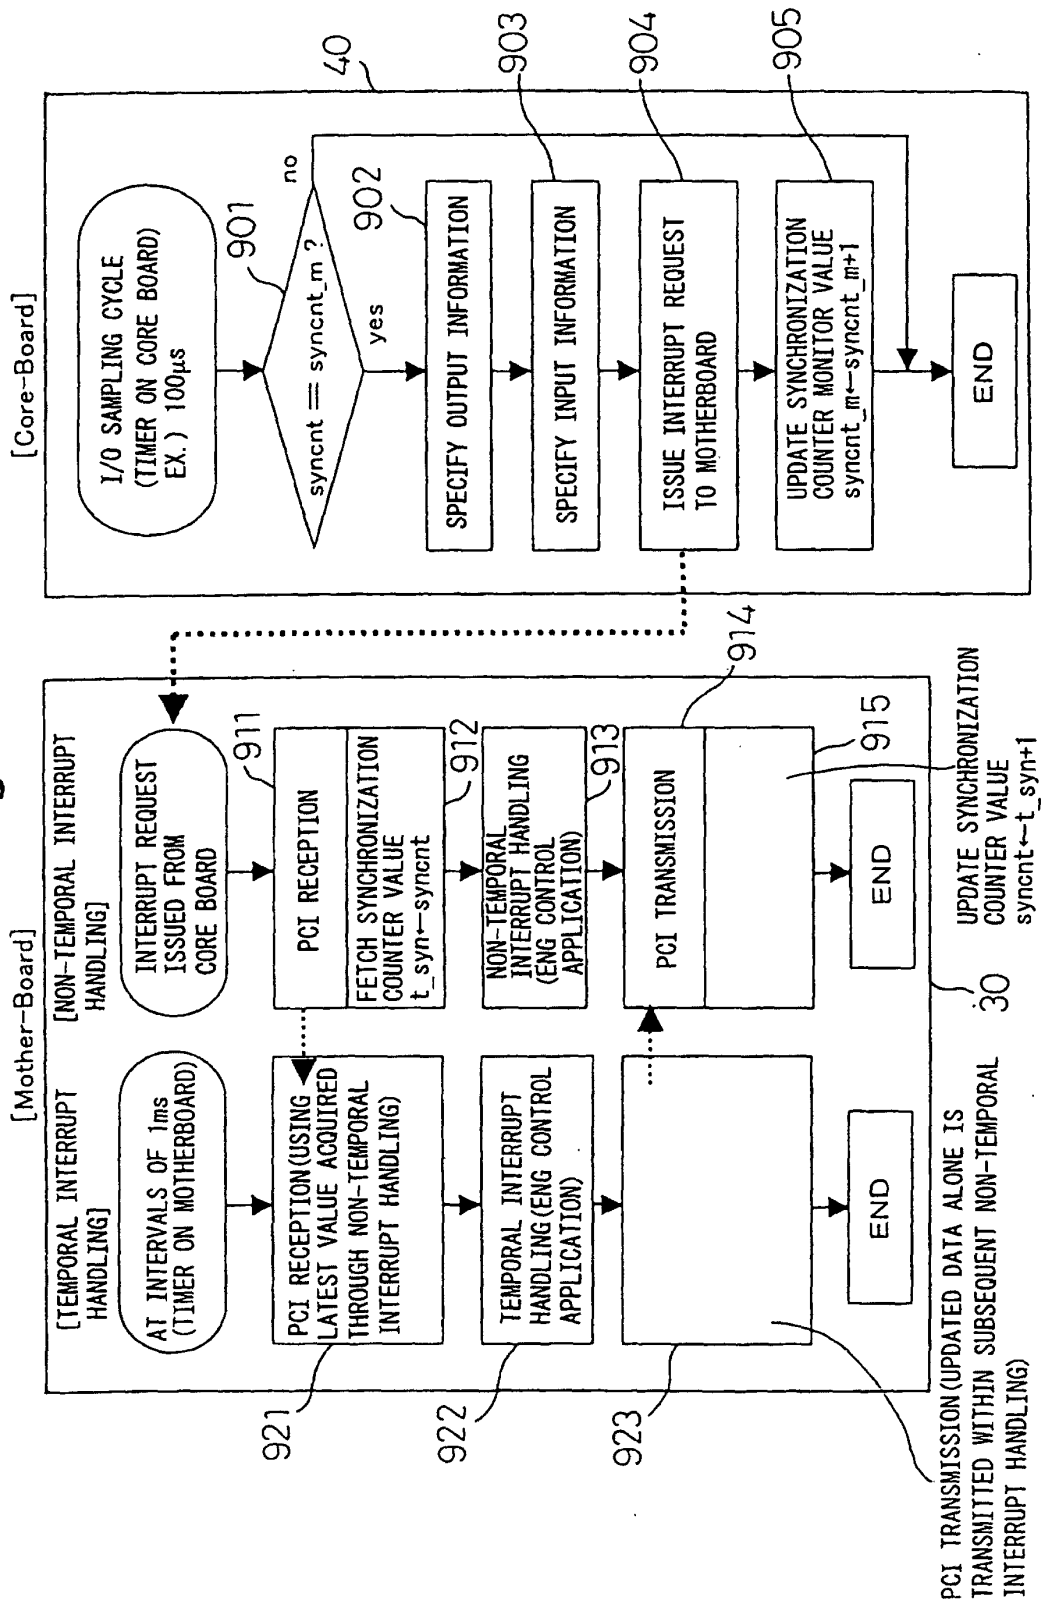 [Mother-Board]
[TEMPORAL INTERRUPT
HANDLING]
AT INTERVALS OF 1ms
(TIMER ON MOTHERBOARD)
PCI RECEPTION(USING
LATEST VALUE ACQUIRED
THROUGH NON-TEMPORAL
INTERRUPT HANDLING)
921
TEMPORAL INTERRUPT
HANDLING(ENG CONTROL
APPLICATION)
922
923
END
PCI TRANSMISSION(UPDATED DATA ALONE IS
TRANSMITTED WITHIN SUBSEQUENT NON-TEMPORAL
INTERRUPT HANDLING)
[NON-TEMPORAL INTERRUPT
HANDLING]
INTERRUPT REQUEST
ISSUED FROM
CORE BOARD
911
PCI RECEPTION
FETCH SYNCHRONIZATION
COUNTER VALUE
t_syn←syncnt
912
NON-TEMPORAL
INTERRUPT HANDLING
(ENG CONTROL
APPLICATION)
913
PCI TRANSMISSION
914
915
END
30
UPDATE SYNCHRONIZATION
COUNTER VALUE
syncnt←t_syn+1
[Core-Board]
40
I/O SAMPLING CYCLE
(TIMER ON CORE BOARD)
EX.) 100μs
901
syncnt == syncnt_m ?
no
yes
902
SPECIFY OUTPUT INFORMATION
903
SPECIFY INPUT INFORMATION
904
ISSUE INTERRUPT REQUEST
TO MOTHERBOARD
905
UPDATE SYNCHRONIZATION
COUNTER MONITOR VALUE
syncnt_m←syncnt_m+1
END